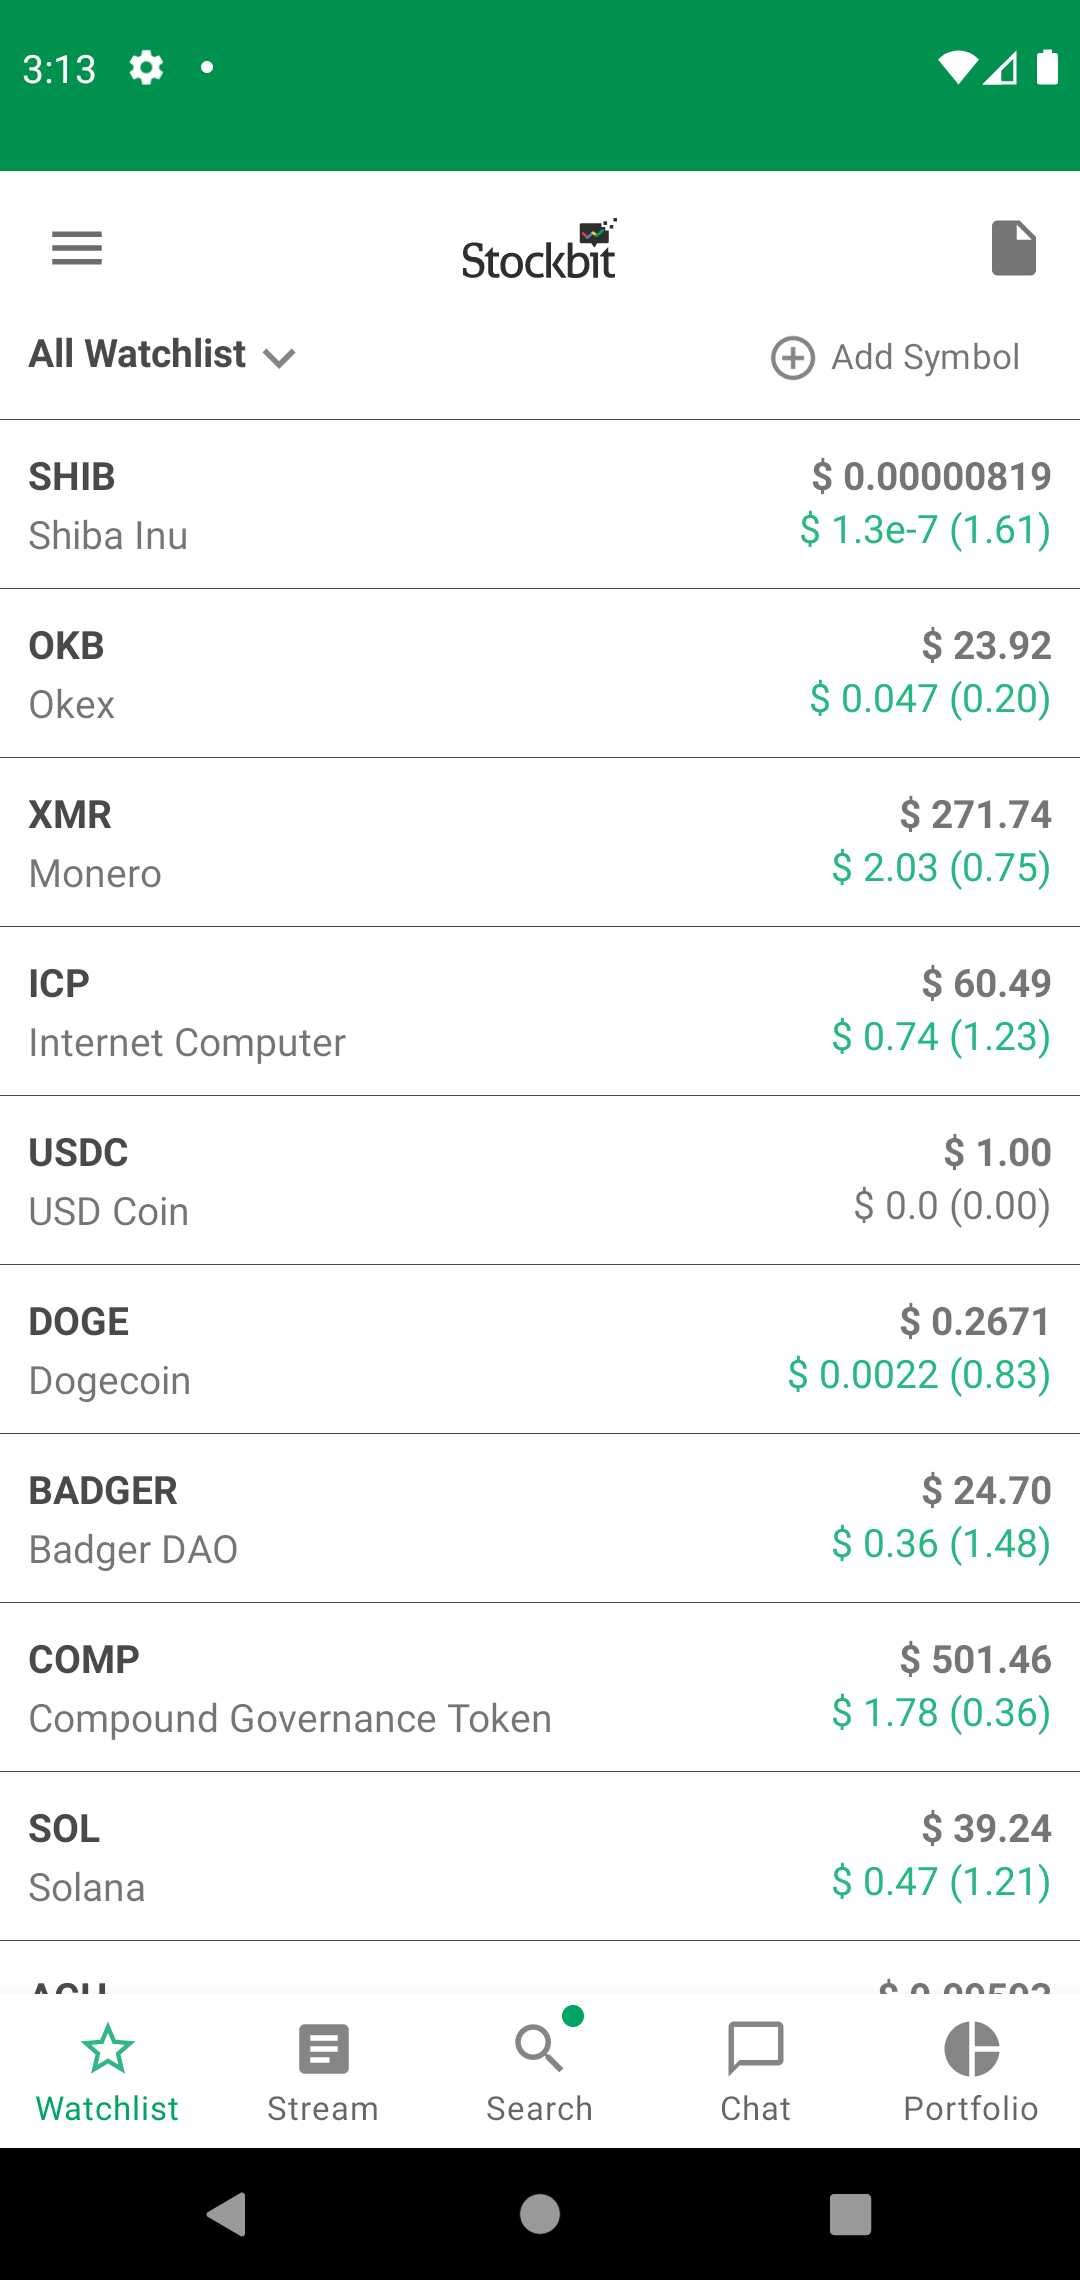 3:13
Stockbit
All Watchlist
Add Symbol
SHIB
$ 0.00000819
Shiba Inu
$ 1.3e-7 (1.61)
OKB
$ 23.92
Okex
$ 0.047 (0.20)
XMR
$ 271.74
Monero
$ 2.03 (0.75)
ICP
$ 60.49
Internet Computer
$ 0.74 (1.23)
USDC
$ 1.00
USD Coin
$ 0.0 (0.00)
DOGE
$ 0.2671
Dogecoin
$ 0.0022 (0.83)
BADGER
$ 24.70
Badger DAO
$ 0.36 (1.48)
COMP
$ 501.46
Compound Governance Token
$ 1.78 (0.36)
SOL
$ 39.24
Solana
$ 0.47 (1.21)
Watchlist
Stream
Search
Chat
Portfolio